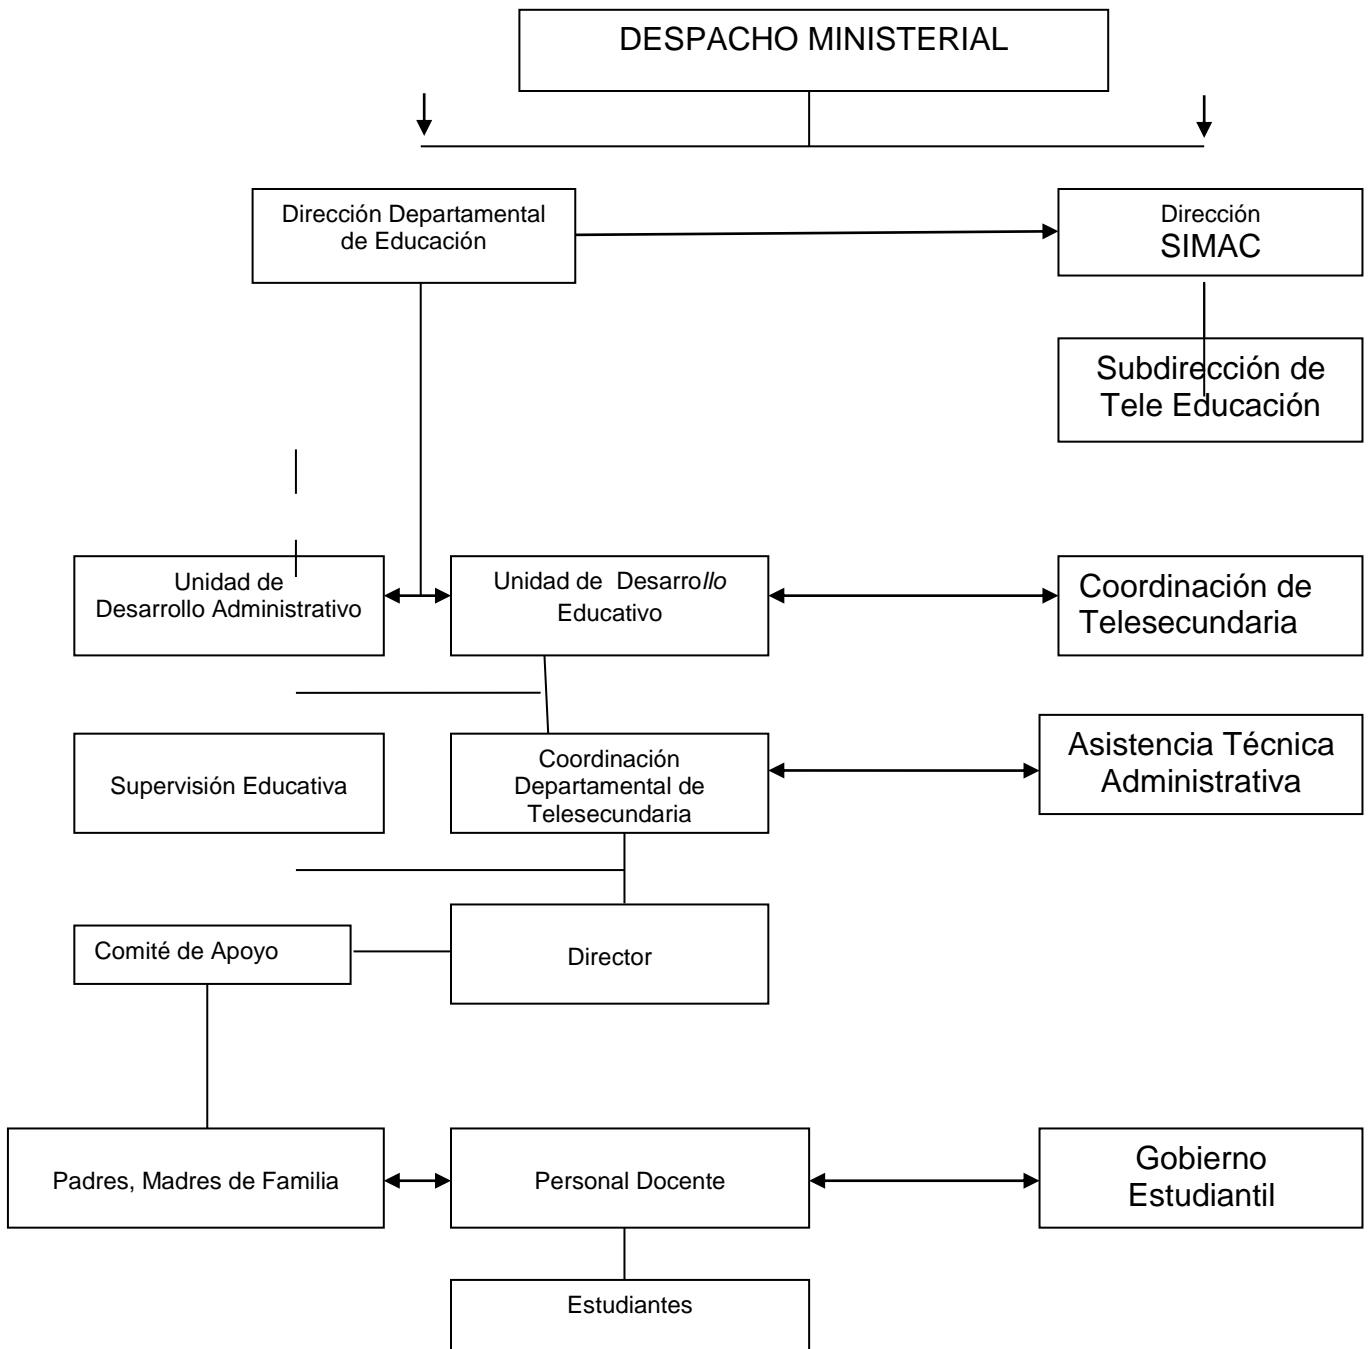 DESPACHO MINISTERIAL
Dirección Departamental
de Educación
Dirección
SIMAC
Subdirección de
Tele Educación
Unidad de
Desarrollo Administrativo
Unidad de  Desarrollo
Educativo
Coordinación de
Telesecundaria
Supervisión Educativa
Coordinación
Departamental de
Telesecundaria
Asistencia Técnica
Administrativa
Comité de Apoyo
Director
Padres, Madres de Familia
Personal Docente
Gobierno
Estudiantil
Estudiantes